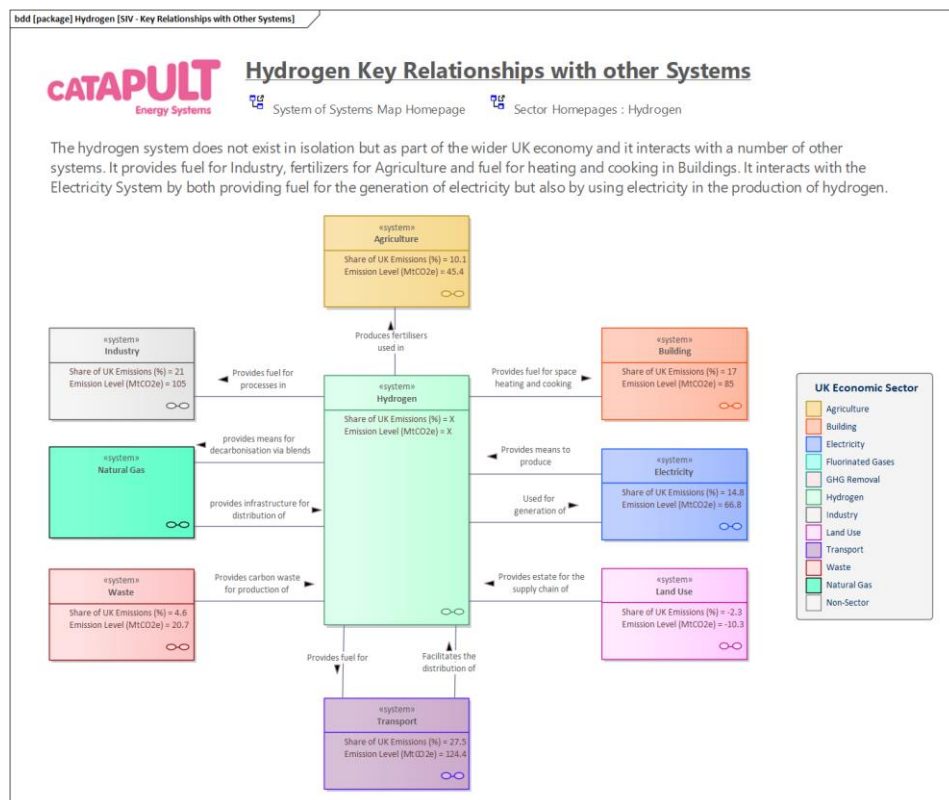 bdd [package] Hydrogen [SIV - Key Relationships with Other Systems]
CATAPULT
Energy Systems
Hydrogen Key Relationships with other Systems
System of Systems Map Homepage
Sector Homepages : Hydrogen
The hydrogen system does not exist in isolation but as part of the wider UK economy and it interacts with a number of other
systems. It provides fuel for Industry, fertilizers for Agriculture and fuel for heating and cooking in Buildings. It interacts with the
Electricity System by both providing fuel for the generation of electricity but also by using electricity in the production of hydrogen.
«system»
Agriculture
Share of UK Emissions (%) = 10.1
Emission Level (MtCO2e) = 45.4
Produces fertilisers
used in
«system»
Industry
Share of UK Emissions (%) = 21
Emission Level (MtCO2e) = 105
Provides fuel for
processes in
«system»
Hydrogen
Share of UK Emissions (%) = X
Emission Level (MtCO2e) = X
Provides fuel for space
heating and cooking
«system»
Building
Share of UK Emissions (%) = 17
Emission Level (MtCO2e) = 85
«system»
Natural Gas
provides means for
decarbonisation via blends
provides infrastructure for
distribution of
Provides means to
produce
Used for
generation of
«system»
Electricity
Share of UK Emissions (%) = 14.8
Emission Level (MtCO2e) = 66.8
«system»
Waste
Share of UK Emissions (%) = 4.6
Emission Level (MtCO2e) = 20.7
Provides carbon waste
for production of
Provides estate for the
supply chain of
«system»
Land Use
Share of UK Emissions (%) = -2.3
Emission Level (MtCO2e) = -10.3
Provides fuel for
Facilitates the
distribution of
«system»
Transport
Share of UK Emissions (%) = 27.5
Emission Level (MtCO2e) = 124.4
UK Economic Sector
Agriculture
Building
Electricity
Fluorinated Gases
GHG Removal
Hydrogen
Industry
Land Use
Transport
Waste
Natural Gas
Non-Sector